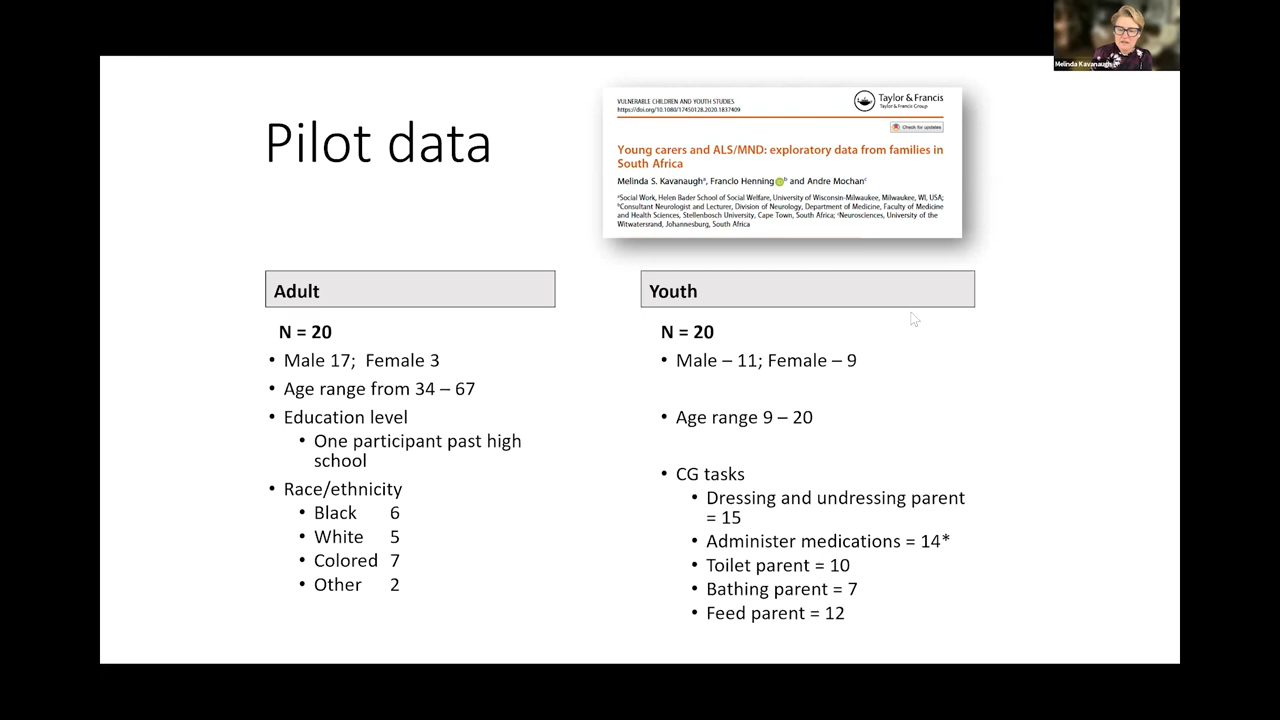 Melinda Kavanaugh
Pilot data
VULNERABLE CHILDREN AND YOUTH STUDIES
https://doi.org/10.1080/17450128.2020.1837409
Taylor & Francis
Taylor & Francis Group
Check for updates
Young carers and ALS/MND: exploratory data from families in
South Africa
Melinda S. Kavanaughᵃ, Franclo Henning iD ᵇ and Andre Mochanᶜ
ᵃSocial Work, Helen Bader School of Social Welfare, University of Wisconsin-Milwaukee, Milwaukee, WI, USA;
ᵇConsultant Neurologist and Lecturer, Division of Neurology, Department of Medicine, Faculty of Medicine
and Health Sciences, Stellenbosch University, Cape Town, South Africa; ᶜNeurosciences, University of the
Witwatersrand, Johannesburg, South Africa
Adult
N = 20
• Male 17; Female 3
• Age range from 34 – 67
• Education level
• One participant past high
school
• Race/ethnicity
• Black 6
• White 5
• Colored 7
• Other 2
Youth
N = 20
• Male – 11; Female – 9
• Age range 9 – 20
• CG tasks
• Dressing and undressing parent
= 15
• Administer medications = 14*
• Toilet parent = 10
• Bathing parent = 7
• Feed parent = 12